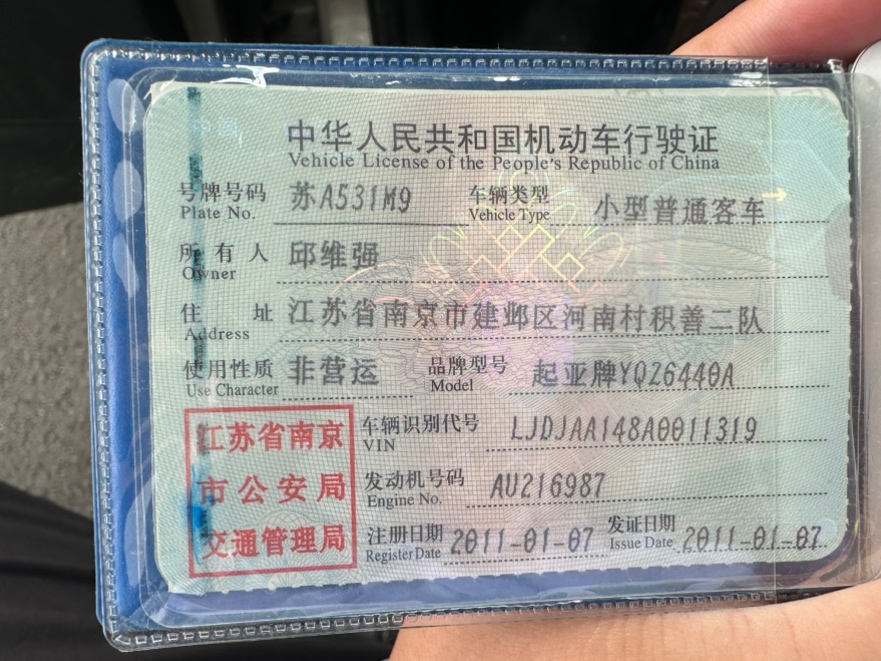 中华人民共和国机动车行驶证
Vehicle License of the People's Republic of China
号牌号码 苏A531M9 车辆类型 小型普通客车
Plate No. Vehicle Type
所有人 邱维强
Owner
住址 江苏省南京市建邺区河南村积善二队
Address
使用性质 非营运 品牌型号 起亚牌YQZ6440A
Use Character Model
江苏省南京
市公安局
交通管理局
车辆识别代号 LJDJAA148A0011319
VIN
发动机号码 AU216987
Engine No.
注册日期 2011-01-07 发证日期 2011-01-07
Register Date Issue Date